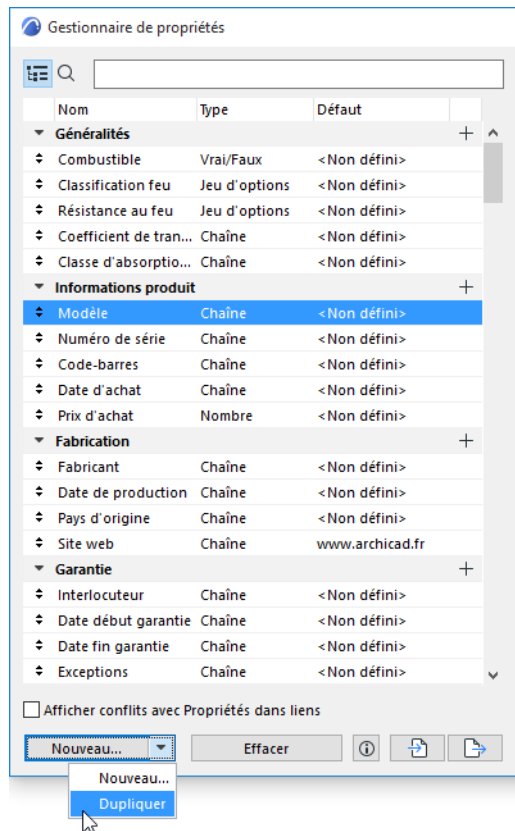 Gestionnaire de propriétés
Nom Type Défaut
Généralités
Combustible Vrai/Faux <Non défini>
Classification feu Jeu d'options <Non défini>
Résistance au feu Jeu d'options <Non défini>
Coefficient de tran... Chaîne <Non défini>
Classe d'absorptio... Chaîne <Non défini>
Informations produit
Modèle Chaîne <Non défini>
Numéro de série Chaîne <Non défini>
Code-barres Chaîne <Non défini>
Date d'achat Chaîne <Non défini>
Prix d'achat Nombre <Non défini>
Fabrication
Fabricant Chaîne <Non défini>
Date de production Chaîne <Non défini>
Pays d'origine Chaîne <Non défini>
Site web Chaîne www.archicad.fr
Garantie
Interlocuteur Chaîne <Non défini>
Date début garantie Chaîne <Non défini>
Date fin garantie Chaîne <Non défini>
Exceptions Chaîne <Non défini>
Afficher conflits avec Propriétés dans liens
Nouveau... Effacer
Nouveau...
Dupliquer